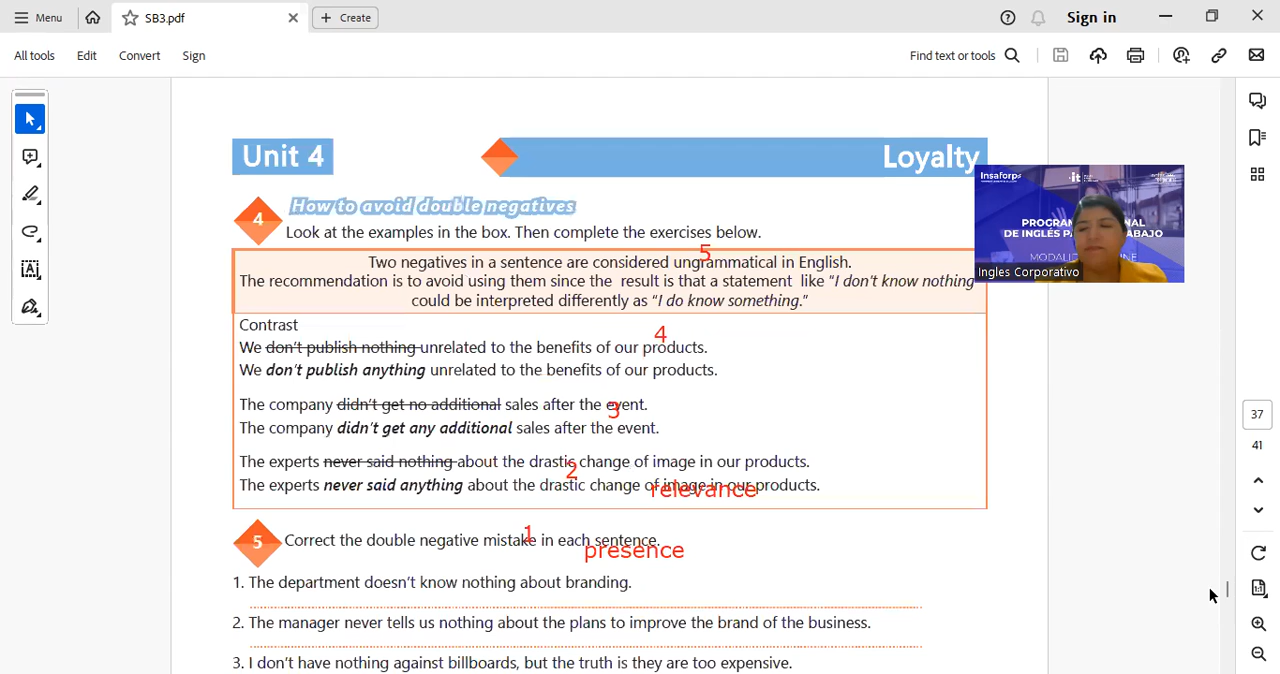 Menu
SB3.pdf
Create
Sign in
All tools
Edit
Convert
Sign
Find text or tools
Unit 4
Loyalty
4
How to avoid double negatives
Look at the examples in the box. Then complete the exercises below.
5
Two negatives in a sentence are considered ungrammatical in English.
The recommendation is to avoid using them since the result is that a statement like “I don’t know nothing
could be interpreted differently as “I do know something.”
Contrast
4
We don’t publish nothing unrelated to the benefits of our products.
We don’t publish anything unrelated to the benefits of our products.
The company didn’t get no additional sales after the event.
3
The company didn’t get any additional sales after the event.
The experts never said nothing about the drastic change of image in our products.
2
The experts never said anything about the drastic change of image in our products.
relevance
1
5
Correct the double negative mistake in each sentence.
presence
1. The department doesn’t know nothing about branding.
2. The manager never tells us nothing about the plans to improve the brand of the business.
3. I don’t have nothing against billboards, but the truth is they are too expensive.
Insaforp
it
PROGRAMA
DE INGLÉS
Ingles Corporativo
37
41